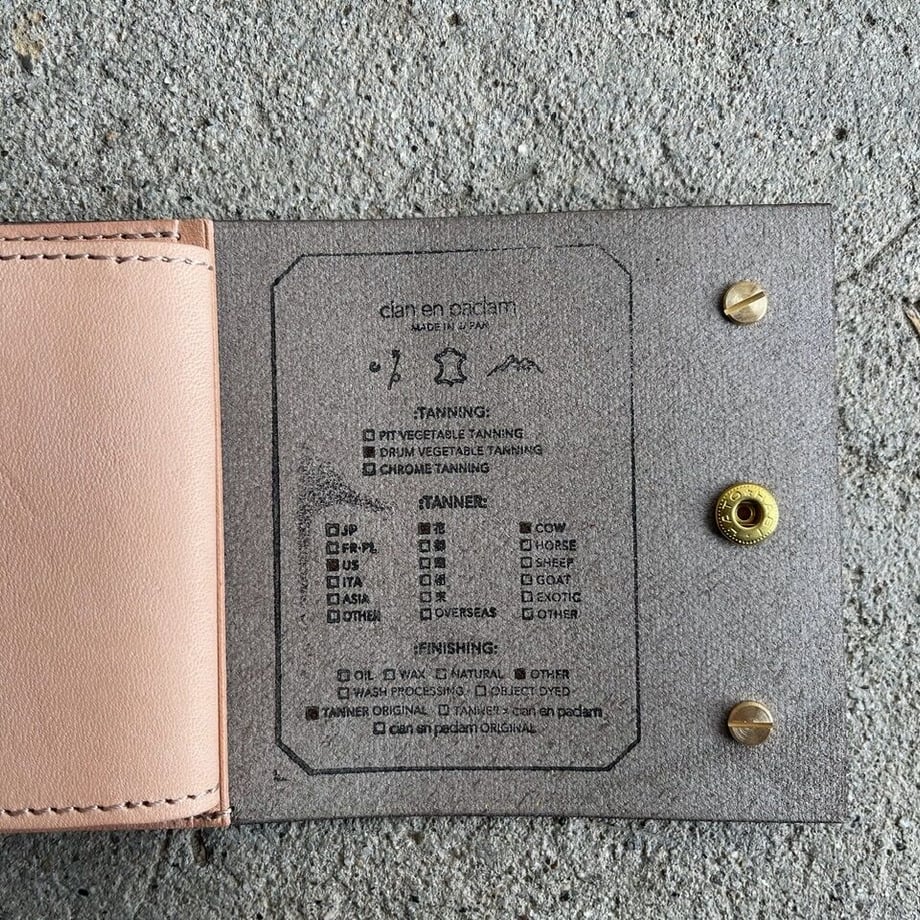 cian en padam
MADE IN JAPAN
:TANNING:
☐ PIT VEGETABLE TANNING
■ DRUM VEGETABLE TANNING
☐ CHROME TANNING
:TANNER:
☐ JP ■ 花 ■ COW
☐ FR·PL ☐ HORSE
■ US ☐ SHEEP
☐ ITA ☐ GOAT
☐ ASIA ☐ EXOTIC
☐ OTHER ☐ OVERSEAS ☐ OTHER
:FINISHING:
☐ OIL ☐ WAX ☐ NATURAL ■ OTHER
☐ WASH PROCESSING ☐ OBJECT DYED
■ TANNER ORIGINAL ☐ TANNER × cian en padam
☐ cian en padam ORIGINAL